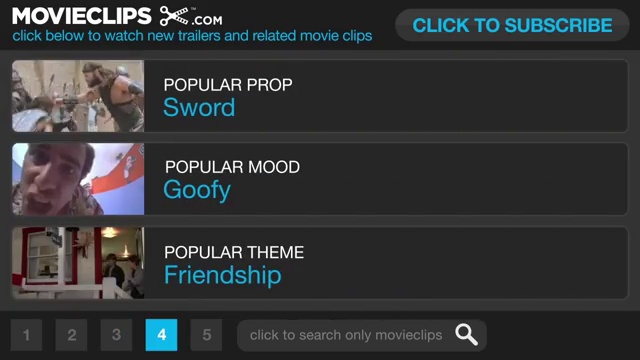 MOVIECLIPS .COM
click below to watch new trailers and related movie clips
CLICK TO SUBSCRIBE
POPULAR PROP
Sword
POPULAR MOOD
Goofy
POPULAR THEME
Friendship
1 2 3 4 5
click to search only movieclips